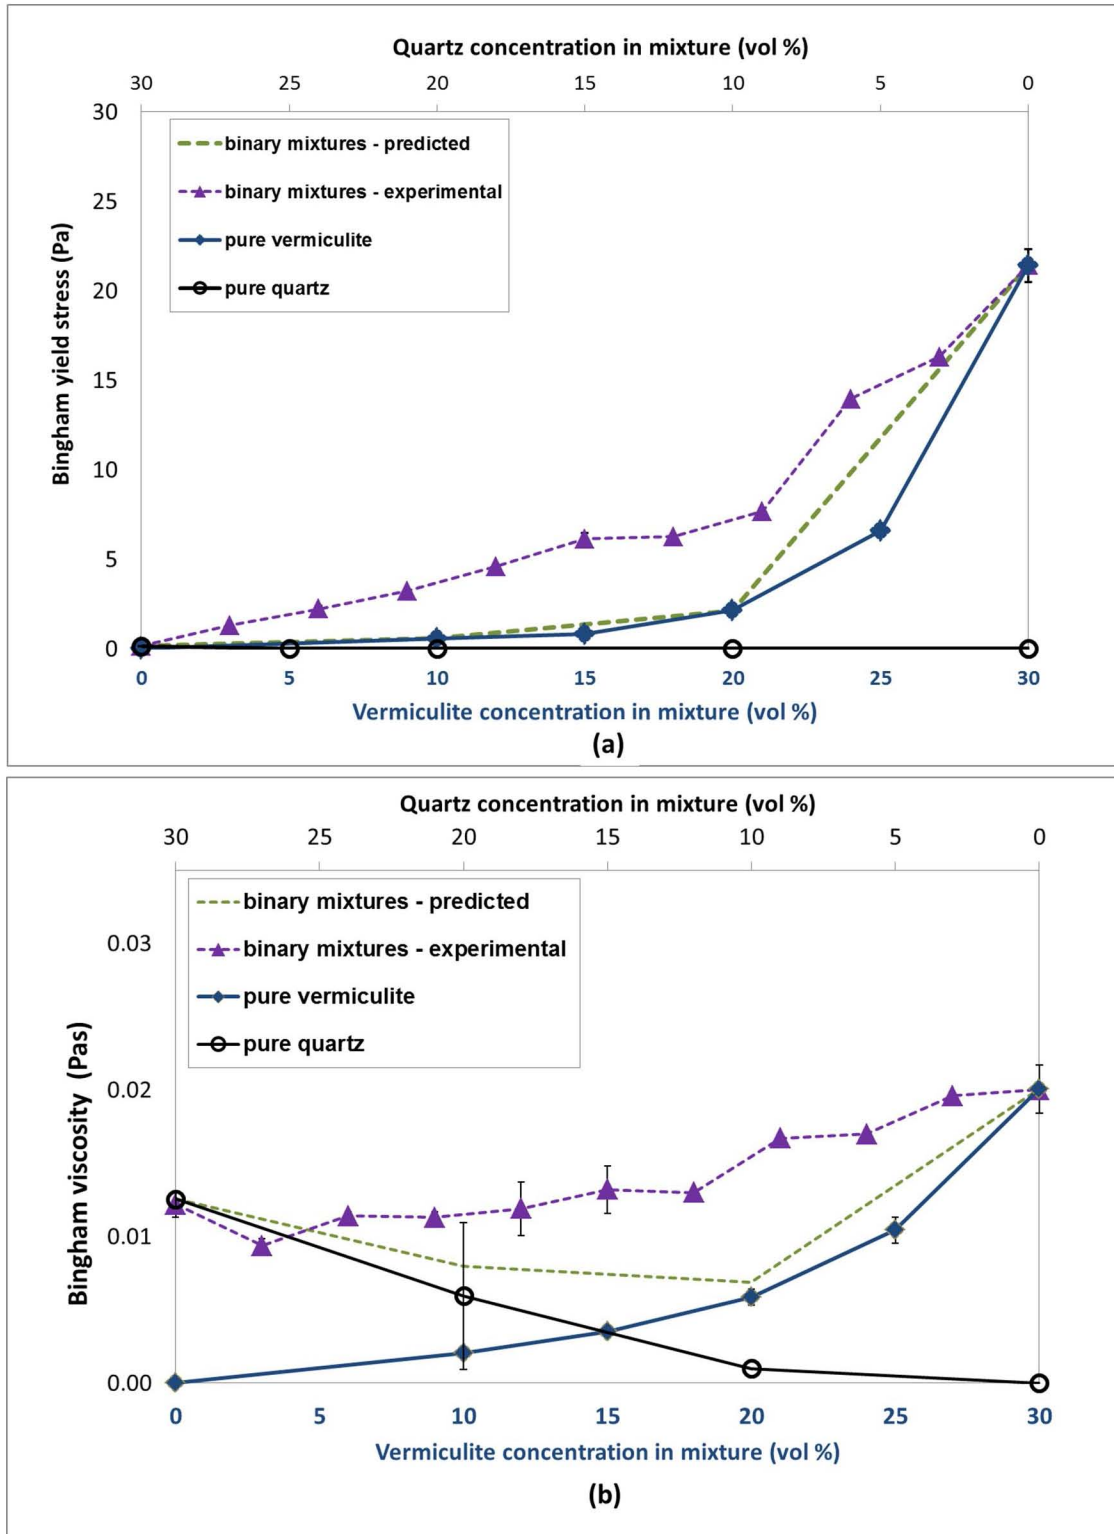 Quartz concentration in mixture (vol %)
30 25 20 15 10 5 0
30
binary mixtures - predicted
25
binary mixtures - experimental
20
pure vermiculite
pure quartz
15
10
5
0
Bingham yield stress (Pa)
0 5 10 15 20 25 30
Vermiculite concentration in mixture (vol %)
(a)
Quartz concentration in mixture (vol %)
30 25 20 15 10 5 0
binary mixtures - predicted
0.03
binary mixtures - experimental
pure vermiculite
pure quartz
0.02
0.01
0.00
Bingham viscosity (Pas)
0 5 10 15 20 25 30
Vermiculite concentration in mixture (vol %)
(b)